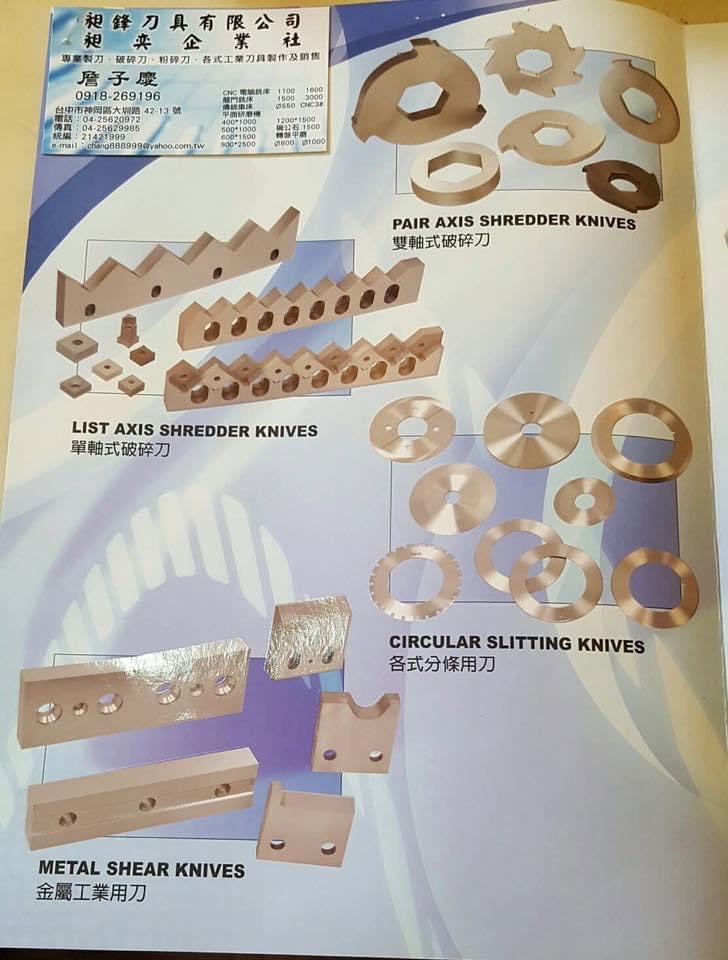 昶鋒刀具有限公司
昶奕企業社
專業製刀．破碎刀．粉碎刀．各式工業刀具製作及銷售
詹子慶
0918-269196
台中市神岡區大圳路 42-13 號
電話：04-25620972
傳真：04-25629985
統編：21421999
e-mail：chang888999@yahoo.com.tw
CNC 電腦銑床 1100 1600
龍門銑床 1500 3000
傳統車床 Ø550 CNC3#
平面研磨機
400*1000 1200*1500
500*1000 碗公石 1500
600*1500 轉盤平磨
900*2500 Ø800 Ø1000
PAIR AXIS SHREDDER KNIVES
雙軸式破碎刀
LIST AXIS SHREDDER KNIVES
單軸式破碎刀
CIRCULAR SLITTING KNIVES
各式分條用刀
METAL SHEAR KNIVES
金屬工業用刀